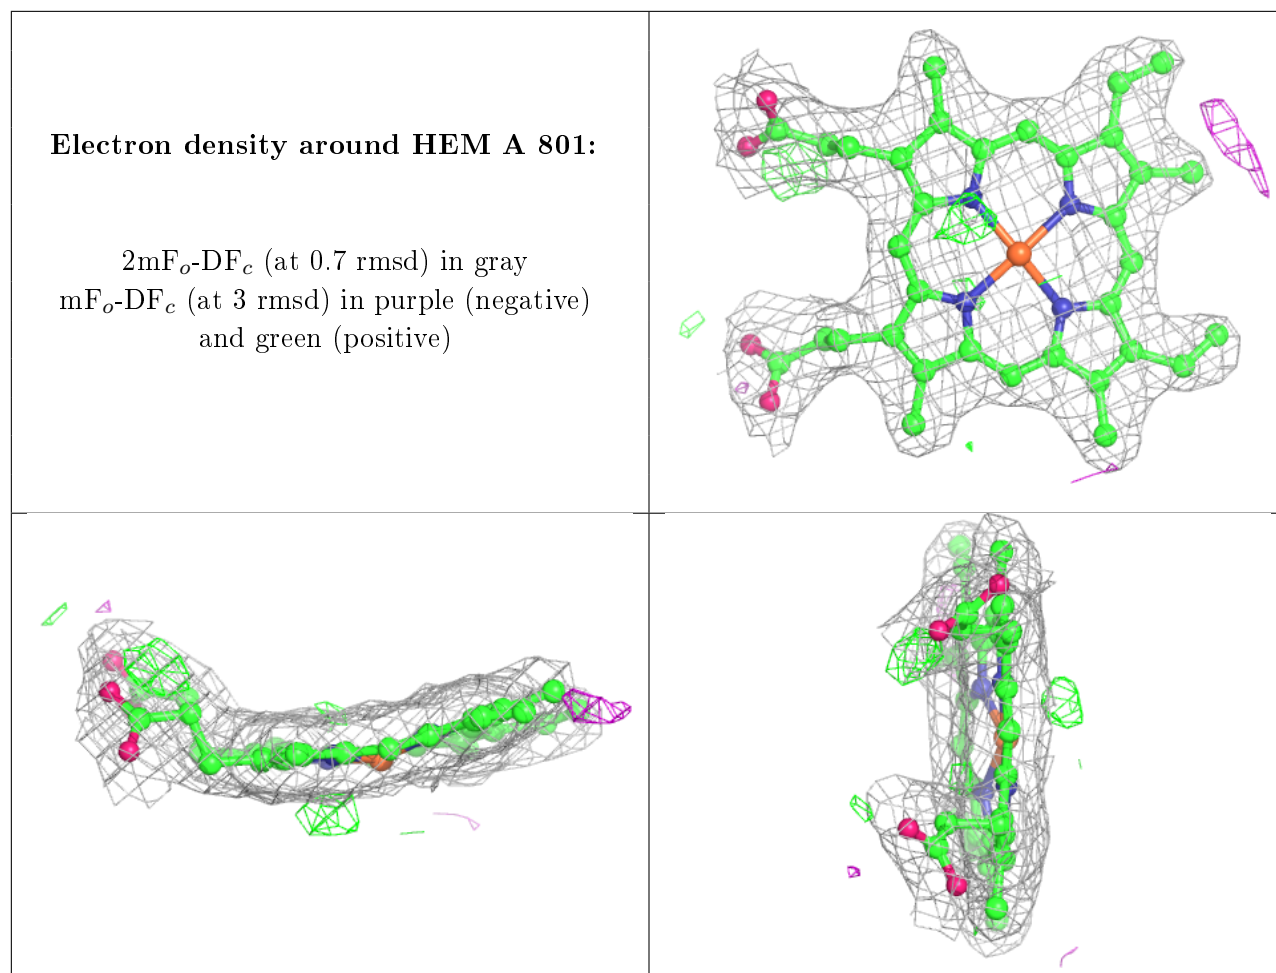 Electron density around HEM A 801:
2mFₒ-DF𝒸 (at 0.7 rmsd) in gray
mFₒ-DF𝒸 (at 3 rmsd) in purple (negative)
and green (positive)